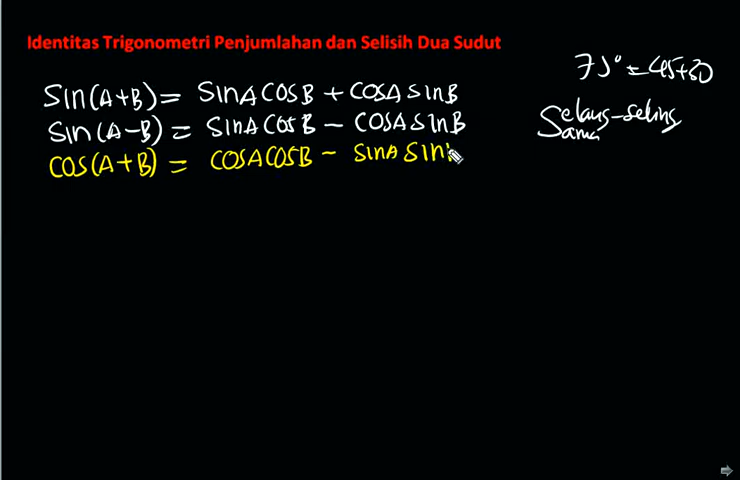 Identitas Trigonometri Penjumlahan dan Selisih Dua Sudut
75° = 45+30
Sin(A+B) = SinA COSB + COSA SinB
Sin(A-B) = SinA COSB - COSA SinB
COS(A+B) = COSA COSB - SinA Sin
Selang-seling
Sama